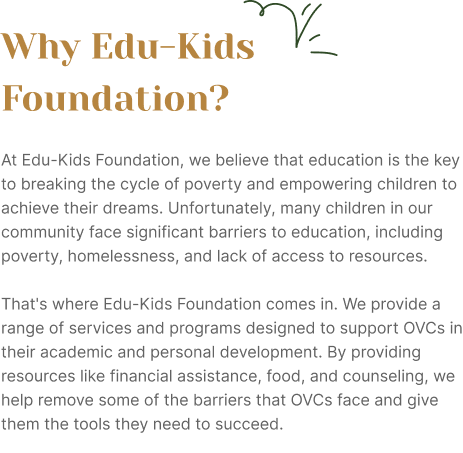 Why Edu-Kids
Foundation?
At Edu-Kids Foundation, we believe that education is the key
to breaking the cycle of poverty and empowering children to
achieve their dreams. Unfortunately, many children in our
community face significant barriers to education, including
poverty, homelessness, and lack of access to resources.
That's where Edu-Kids Foundation comes in. We provide a
range of services and programs designed to support OVCs in
their academic and personal development. By providing
resources like financial assistance, food, and counseling, we
help remove some of the barriers that OVCs face and give
them the tools they need to succeed.